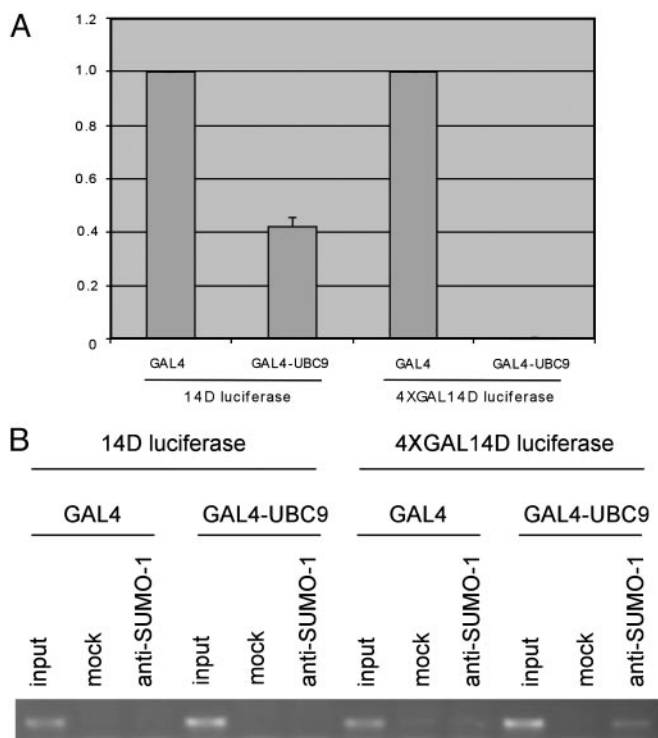 A
1.2
1.0
0.8
0.6
0.4
0.2
0
GAL4 GAL4-UBC9 GAL4 GAL4-UBC9
14D luciferase 4XGAL14D luciferase
B
14D luciferase 4XGAL14D luciferase
GAL4 GAL4-UBC9 GAL4 GAL4-UBC9
input mock anti-SUMO-1 input mock anti-SUMO-1 input mock anti-SUMO-1 input mock anti-SUMO-1